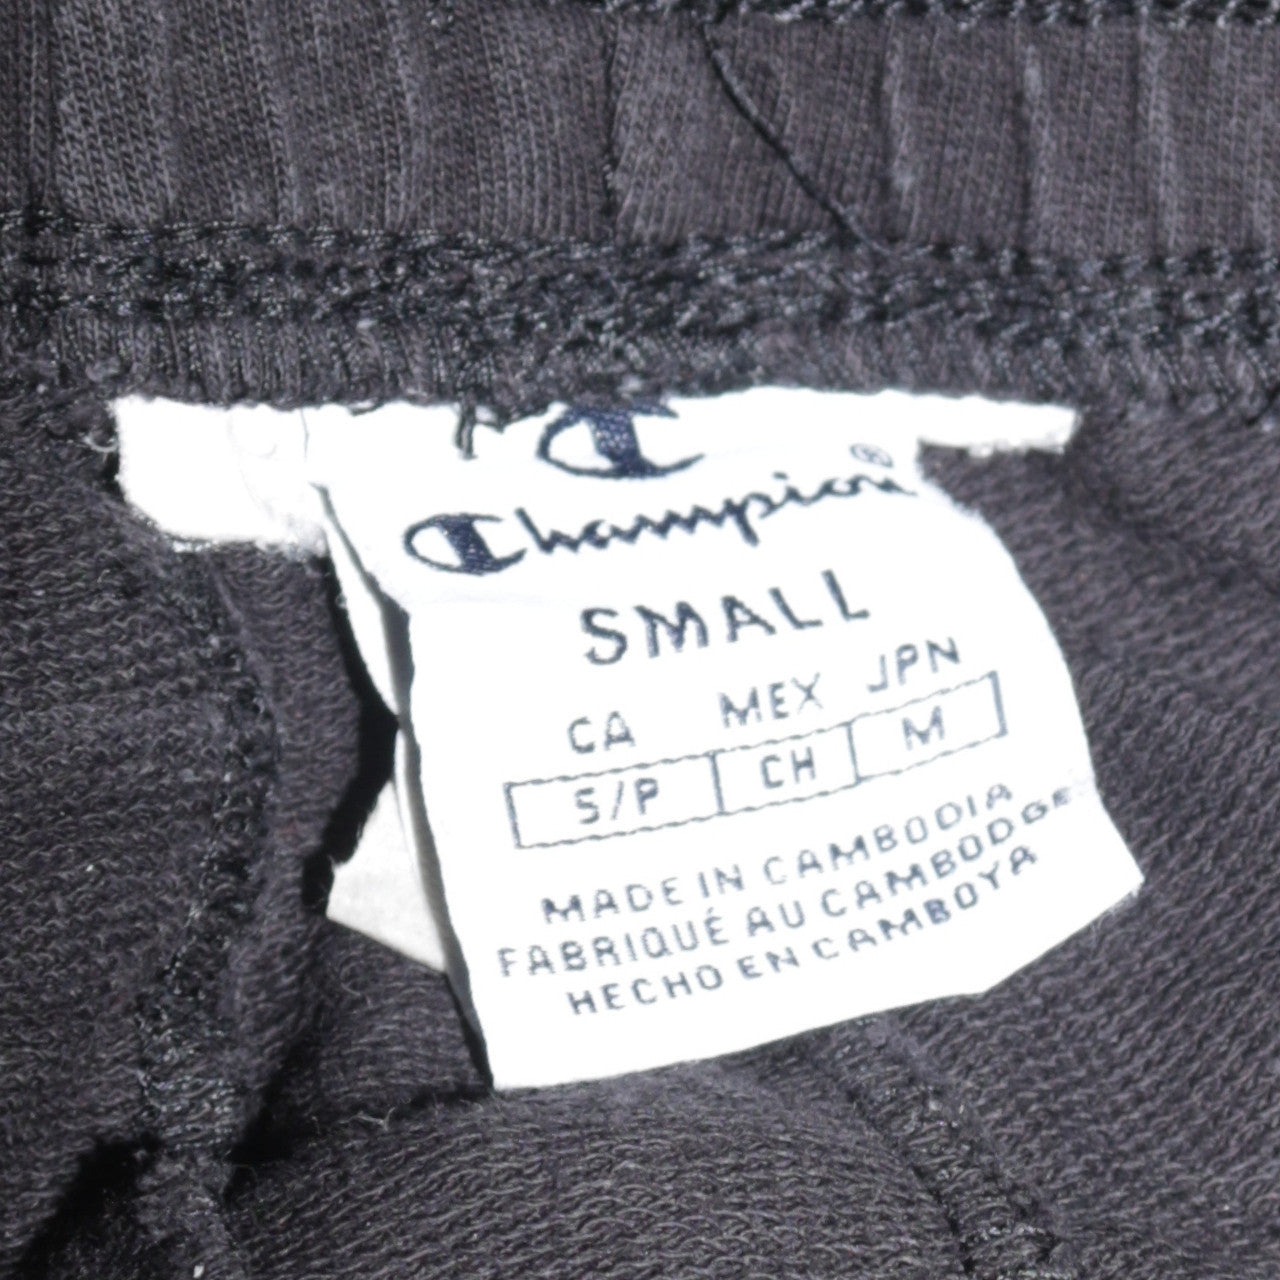 Champion®
SMALL
CA MEX JPN
S/P CH M
MADE IN CAMBODIA
FABRIQUÉ AU CAMBODGE
HECHO EN CAMBOYA